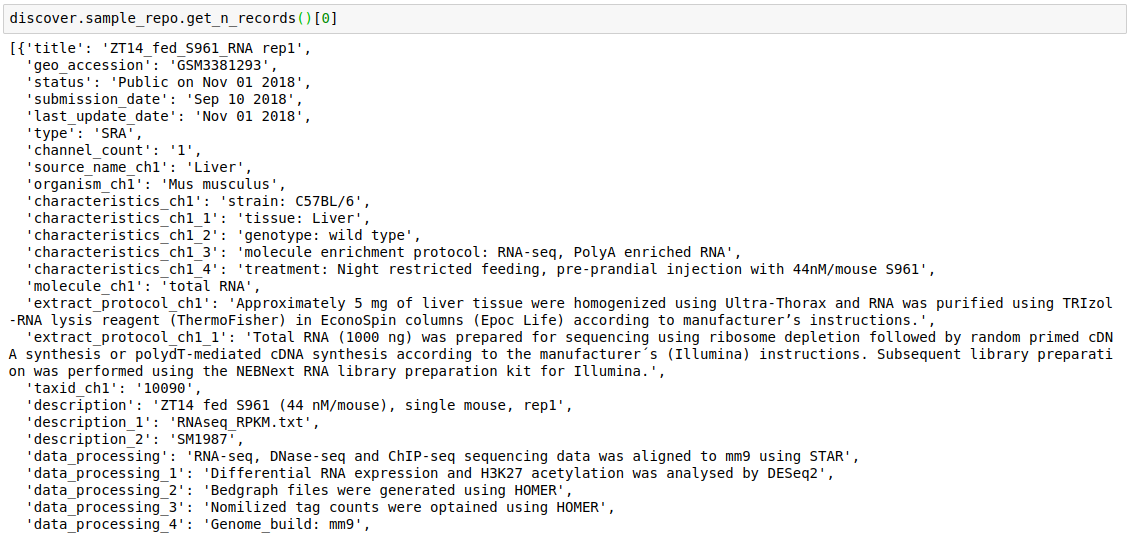 discover.sample_repo.get_n_records()[0]
[{'title': 'ZT14_fed_S961_RNA rep1',
'geo_accession': 'GSM3381293',
'status': 'Public on Nov 01 2018',
'submission_date': 'Sep 10 2018',
'last_update_date': 'Nov 01 2018',
'type': 'SRA',
'channel_count': '1',
'source_name_ch1': 'Liver',
'organism_ch1': 'Mus musculus',
'characteristics_ch1': 'strain: C57BL/6',
'characteristics_ch1_1': 'tissue: Liver',
'characteristics_ch1_2': 'genotype: wild type',
'characteristics_ch1_3': 'molecule enrichment protocol: RNA-seq, PolyA enriched RNA',
'characteristics_ch1_4': 'treatment: Night restricted feeding, pre-prandial injection with 44nM/mouse S961',
'molecule_ch1': 'total RNA',
'extract_protocol_ch1': 'Approximately 5 mg of liver tissue were homogenized using Ultra-Thorax and RNA was purified using TRIzol
-RNA lysis reagent (ThermoFisher) in EconoSpin columns (Epoc Life) according to manufacturer’s instructions.',
'extract_protocol_ch1_1': 'Total RNA (1000 ng) was prepared for sequencing using ribosome depletion followed by random primed cDN
A synthesis or polydT-mediated cDNA synthesis according to the manufacturer´s (Illumina) instructions. Subsequent library preparati
on was performed using the NEBNext RNA library preparation kit for Illumina.',
'taxid_ch1': '10090',
'description': 'ZT14 fed S961 (44 nM/mouse), single mouse, rep1',
'description_1': 'RNAseq_RPKM.txt',
'description_2': 'SM1987',
'data_processing': 'RNA-seq, DNase-seq and ChIP-seq sequencing data was aligned to mm9 using STAR',
'data_processing_1': 'Differential RNA expression and H3K27 acetylation was analysed by DESeq2',
'data_processing_2': 'Bedgraph files were generated using HOMER',
'data_processing_3': 'Nomilized tag counts were optained using HOMER',
'data_processing_4': 'Genome_build: mm9',